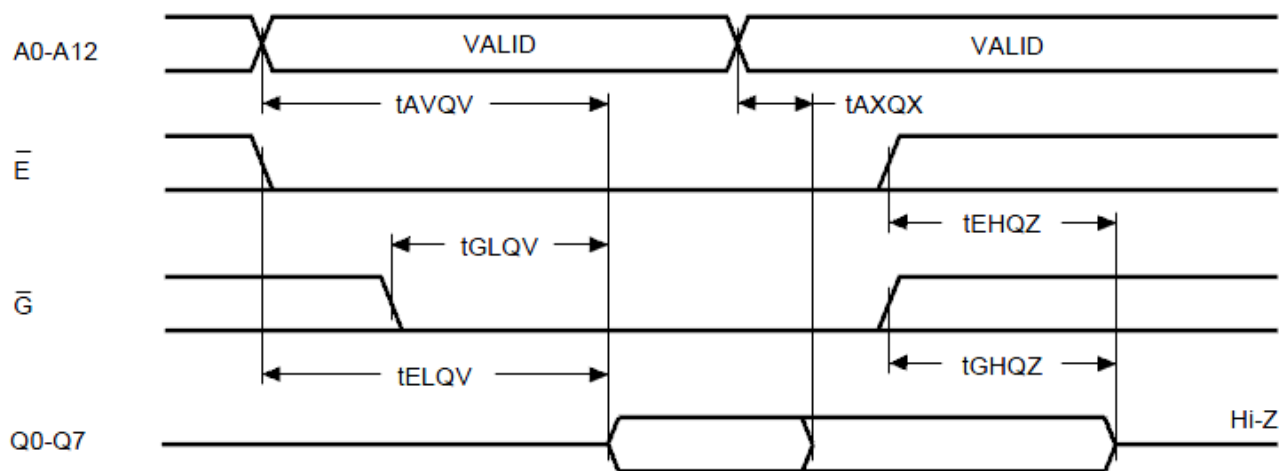 A0-A12
VALID
VALID
tAVQV
tAXQX
Ē
tEHQZ
tGLQV
Ḡ
tELQV
tGHQZ
Q0-Q7
Hi-Z